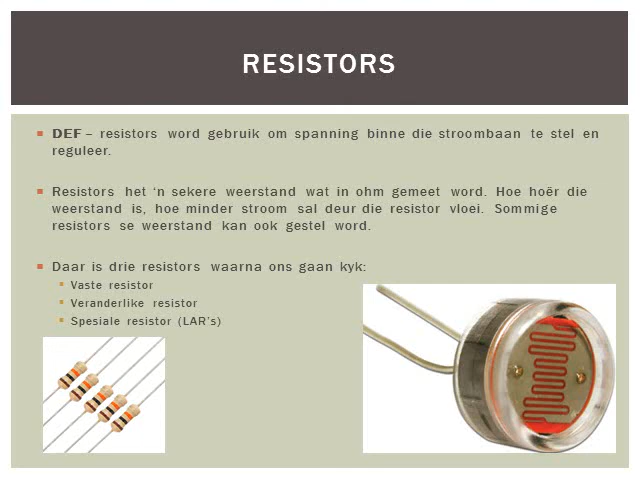 RESISTORS
DEF – resistors word gebruik om spanning binne die stroombaan te stel en
reguleer.
Resistors het ‘n sekere weerstand wat in ohm gemeet word. Hoe hoër die
weerstand is, hoe minder stroom sal deur die resistor vloei. Sommige
resistors se weerstand kan ook gestel word.
Daar is drie resistors waarna ons gaan kyk:
Vaste resistor
Veranderlike resistor
Spesiale resistor (LAR’s)